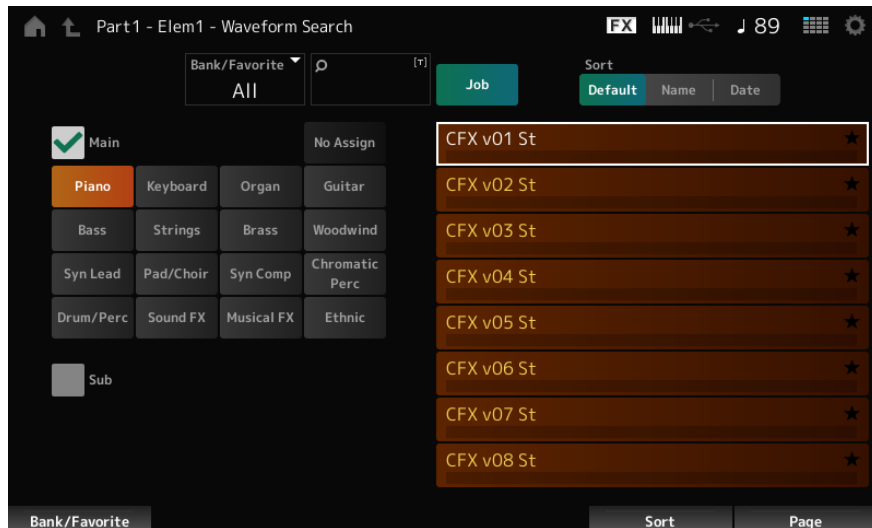 Part1 - Elem1 - Waveform Search FX 89
Bank/Favorite [T] Sort
All Job Default Name Date
Main No Assign
Piano Keyboard Organ Guitar
Bass Strings Brass Woodwind
Syn Lead Pad/Choir Syn Comp Chromatic Perc
Drum/Perc Sound FX Musical FX Ethnic
Sub
CFX v01 St
CFX v02 St
CFX v03 St
CFX v04 St
CFX v05 St
CFX v06 St
CFX v07 St
CFX v08 St
Bank/Favorite Sort Page